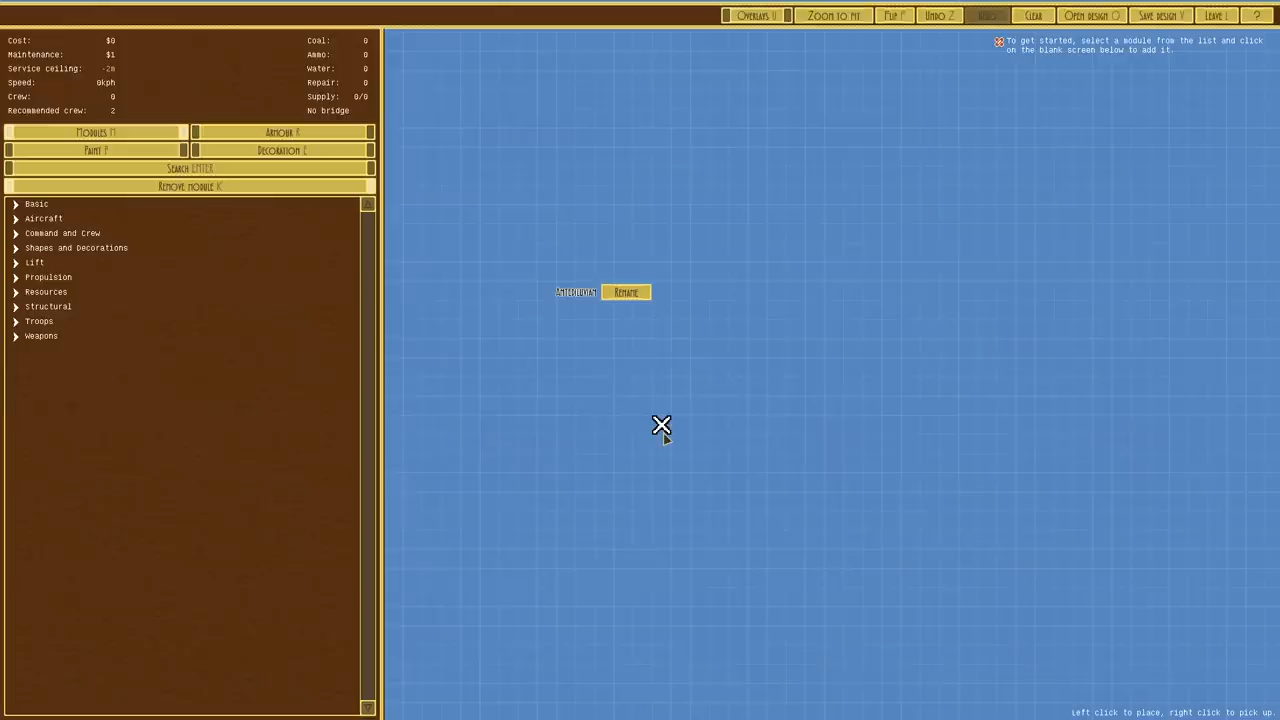 Overlays U
Zoom to fit
Flip F
Undo Z
Redo
Clear
Open design O
Save design V
Leave L
?
Cost: $0
Maintenance: $1
Service ceiling: -2m
Speed: 0kph
Crew: 0
Recommended crew: 2
Coal: 0
Ammo: 0
Water: 0
Repair: 0
Supply: 0/0
No bridge
To get started, select a module from the list and click
on the blank screen below to add it.
Modules M
Armour R
Paint P
Decoration E
Search ENTER
Remove module K
Basic
Aircraft
Command and Crew
Shapes and Decorations
Lift
Propulsion
Resources
Structural
Troops
Weapons
Antediluvian
Rename
Left click to place, right click to pick up.